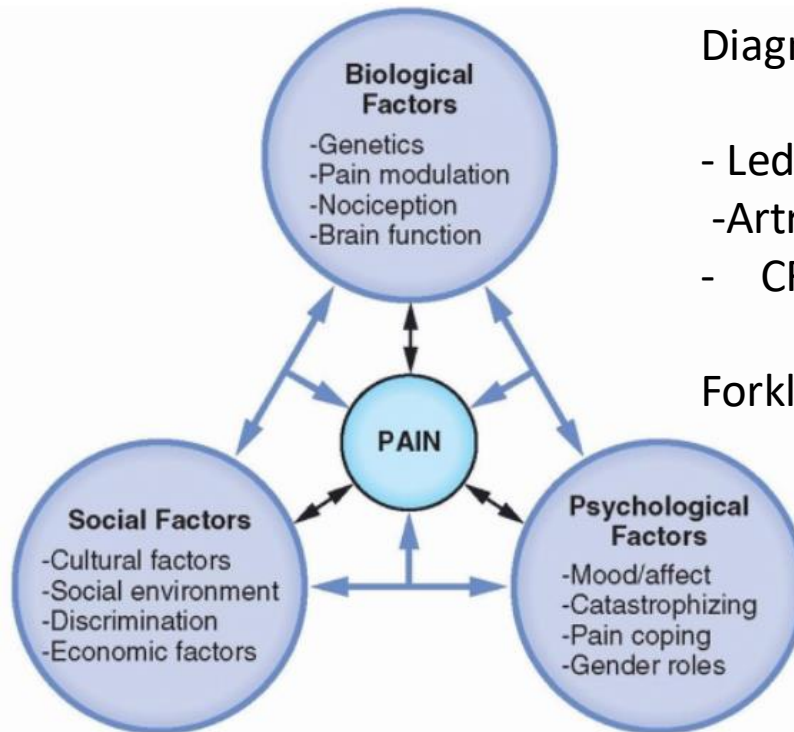 Biological
Factors
-Genetics
-Pain modulation
-Nociception
-Brain function
PAIN
Social Factors
-Cultural factors
-Social environment
-Discrimination
-Economic factors
Psychological
Factors
-Mood/affect
-Catastrophizing
-Pain coping
-Gender roles